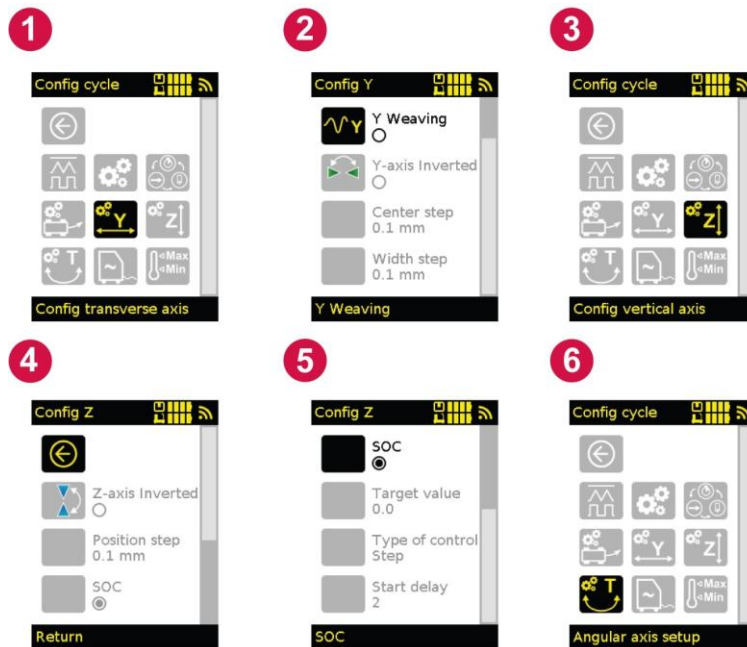 1
2
3
Config cycle
Y
Z
T
<Max
<Min
Config transverse axis
Config Y
Y
Y Weaving
Y-axis Inverted
Center step
0.1 mm
Width step
0.1 mm
Y Weaving
Config cycle
Y
Z
T
<Max
<Min
Config vertical axis
4
5
6
Config Z
Z-axis Inverted
Position step
0.1 mm
SOC
Return
Config Z
SOC
Target value
0.0
Type of control
Step
Start delay
2
SOC
Config cycle
Y
Z
T
<Max
<Min
Angular axis setup